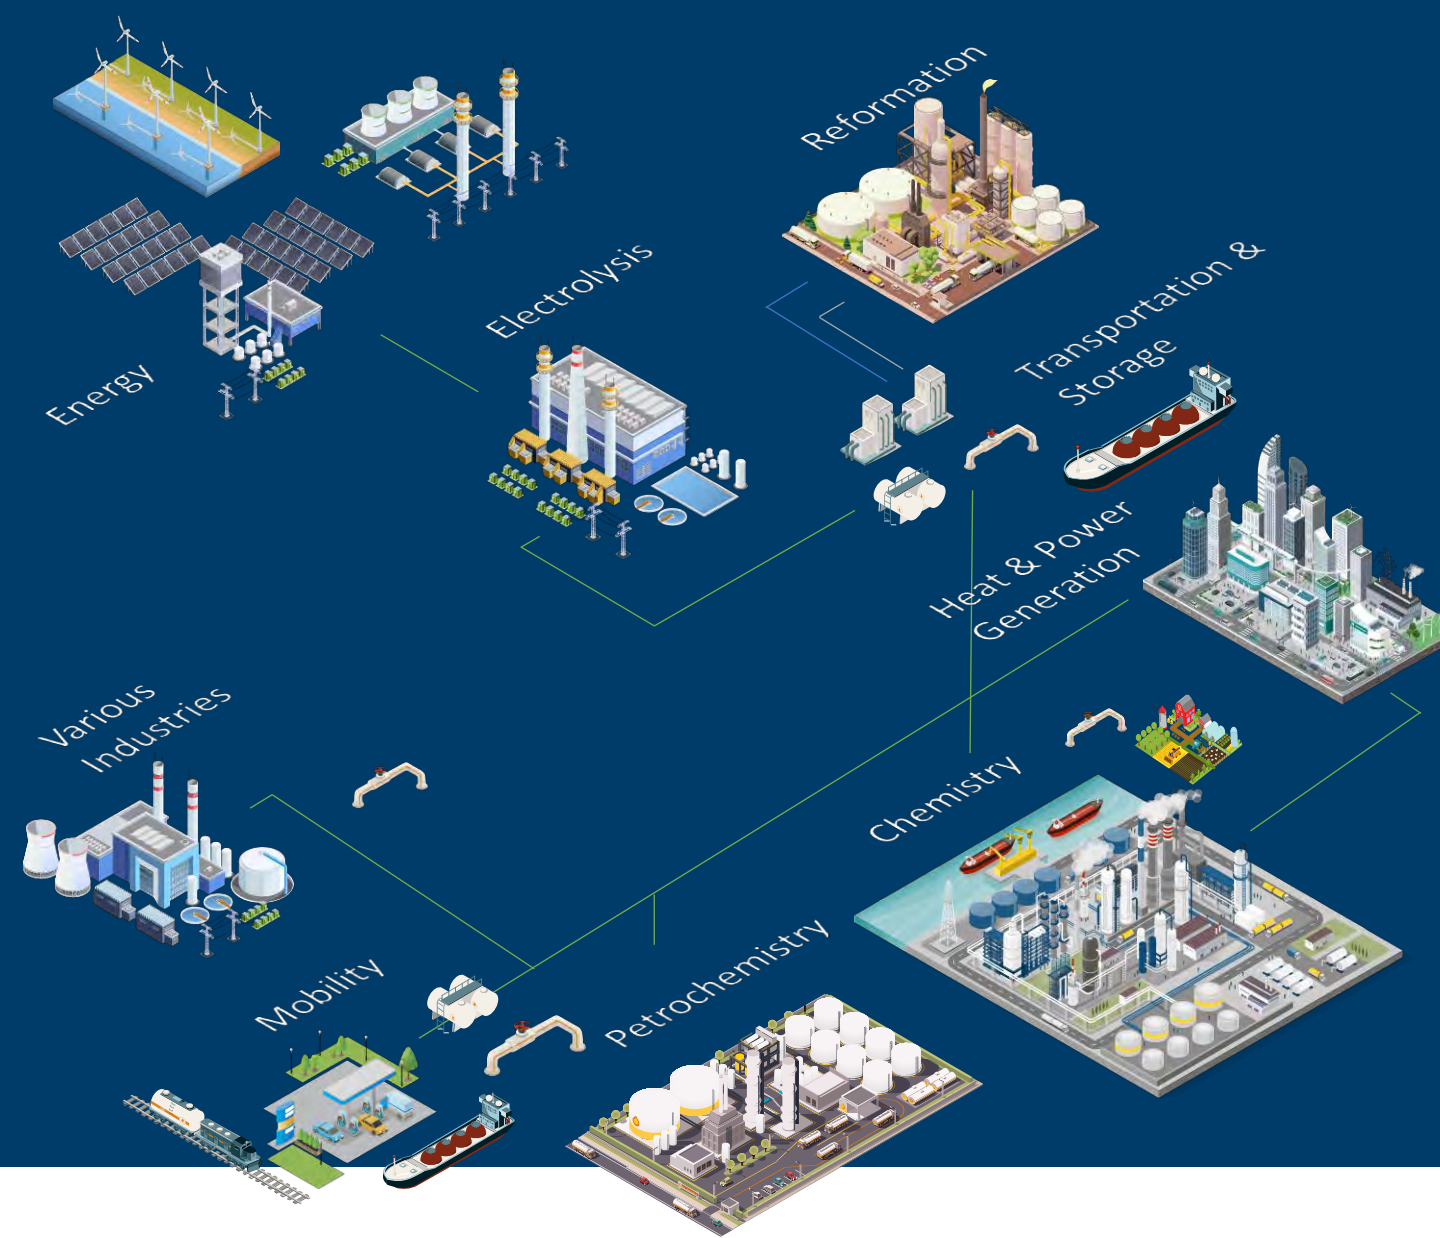 Reformation
Electrolysis
Energy
Transportation &
Storage
Heat & Power
Generation
Various
Industries
Chemistry
Mobility
Petrochemistry